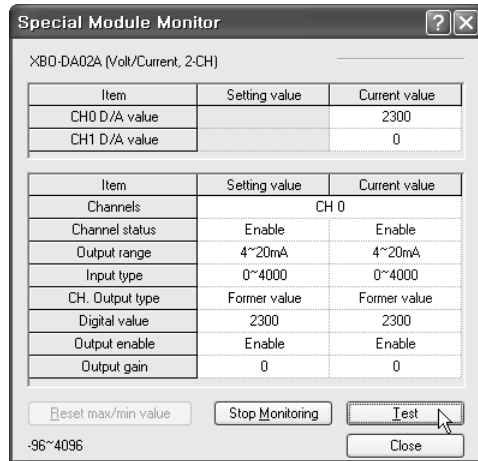 Special Module Monitor
XBO-DA02A (Volt/Current, 2-CH)
Item Setting value Current value
CH0 D/A value 2300
CH1 D/A value 0
Item Setting value Current value
Channels CH 0
Channel status Enable Enable
Output range 4~20mA 4~20mA
Input type 0~4000 0~4000
CH. Output type Former value Former value
Digital value 2300 2300
Output enable Enable Enable
Output gain 0 0
Reset max/min value Stop Monitoring Test
-96~4096 Close